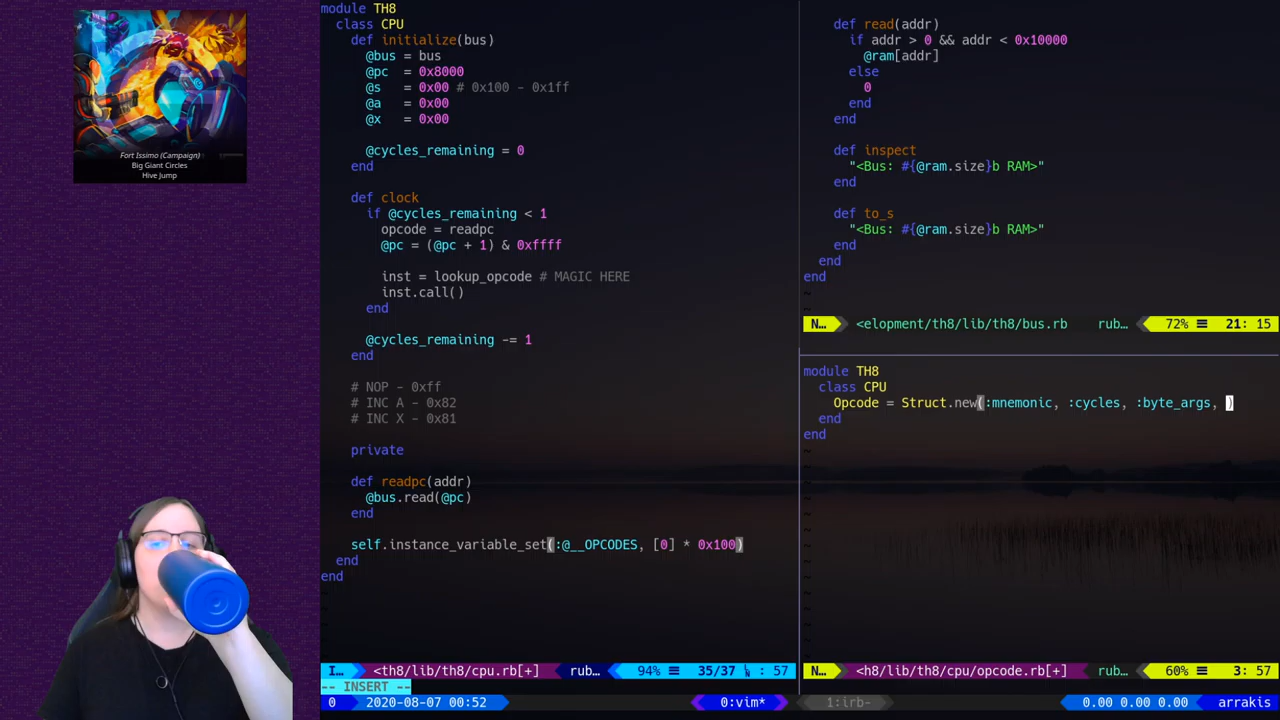 Fort Issimo (Campaign)
Big Giant Circles
Hive Jump
module TH8
class CPU
def initialize(bus)
@bus = bus
@pc = 0x8000
@s = 0x00 # 0x100 - 0x1ff
@a = 0x00
@x = 0x00
@cycles_remaining = 0
end
def clock
if @cycles_remaining < 1
opcode = readpc
@pc = (@pc + 1) & 0xffff
inst = lookup_opcode # MAGIC HERE
inst.call()
end
@cycles_remaining -= 1
end
# NOP - 0xff
# INC A - 0x82
# INC X - 0x81
private
def readpc(addr)
@bus.read(@pc)
end
self.instance_variable_set(:@__OPCODES, [0] * 0x100)
end
end
I… <th8/lib/th8/cpu.rb[+] rub… 94% 35/37 : 57
-- INSERT --
def read(addr)
if addr > 0 && addr < 0x10000
@ram[addr]
else
0
end
end
def inspect
"<Bus: #{@ram.size}b RAM>"
end
def to_s
"<Bus: #{@ram.size}b RAM>"
end
end
end
~
~
N… <elopment/th8/lib/th8/bus.rb rub… 72% 21: 15
module TH8
class CPU
Opcode = Struct.new(:mnemonic, :cycles, :byte_args, )
end
end
N… <h8/lib/th8/cpu/opcode.rb[+] rub… 60% 3: 57
0 2020-08-07 00:52 0:vim* 1:irb- 0.00 0.00 0.00 arrakis